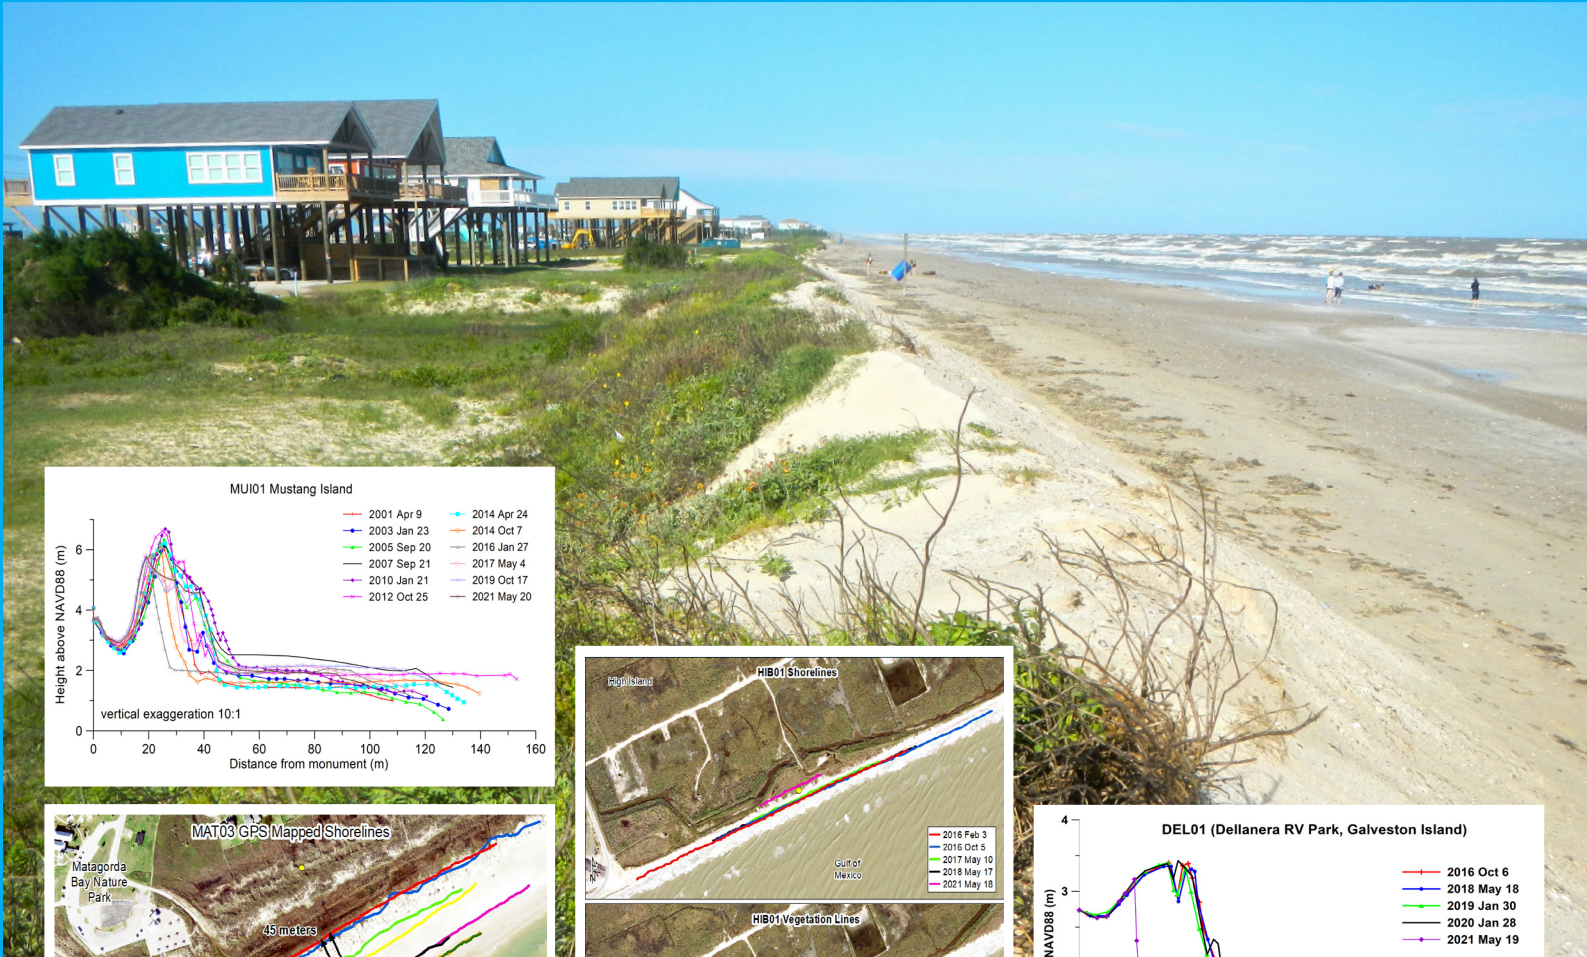 MUI01 Mustang Island
2001 Apr 9
2003 Jan 23
2005 Sep 20
2007 Sep 21
2010 Jan 21
2012 Oct 25
2014 Apr 24
2014 Oct 7
2016 Jan 27
2017 May 4
2019 Oct 17
2021 May 20
Height above NAVD88 (m)
6
4
2
0
vertical exaggeration 10:1
0 20 40 60 80 100 120 140 160
Distance from monument (m)
HIB01 Shorelines
High Island
Gulf of
Mexico
2016 Feb 3
2016 Oct 5
2017 May 10
2018 May 17
2021 May 18
HIB01 Vegetation Lines
MAT03 GPS Mapped Shorelines
Matagorda
Bay Nature
Park
45 meters
DEL01 (Dellanera RV Park, Galveston Island)
4
3
NAVD88 (m)
2016 Oct 6
2018 May 18
2019 Jan 30
2020 Jan 28
2021 May 19